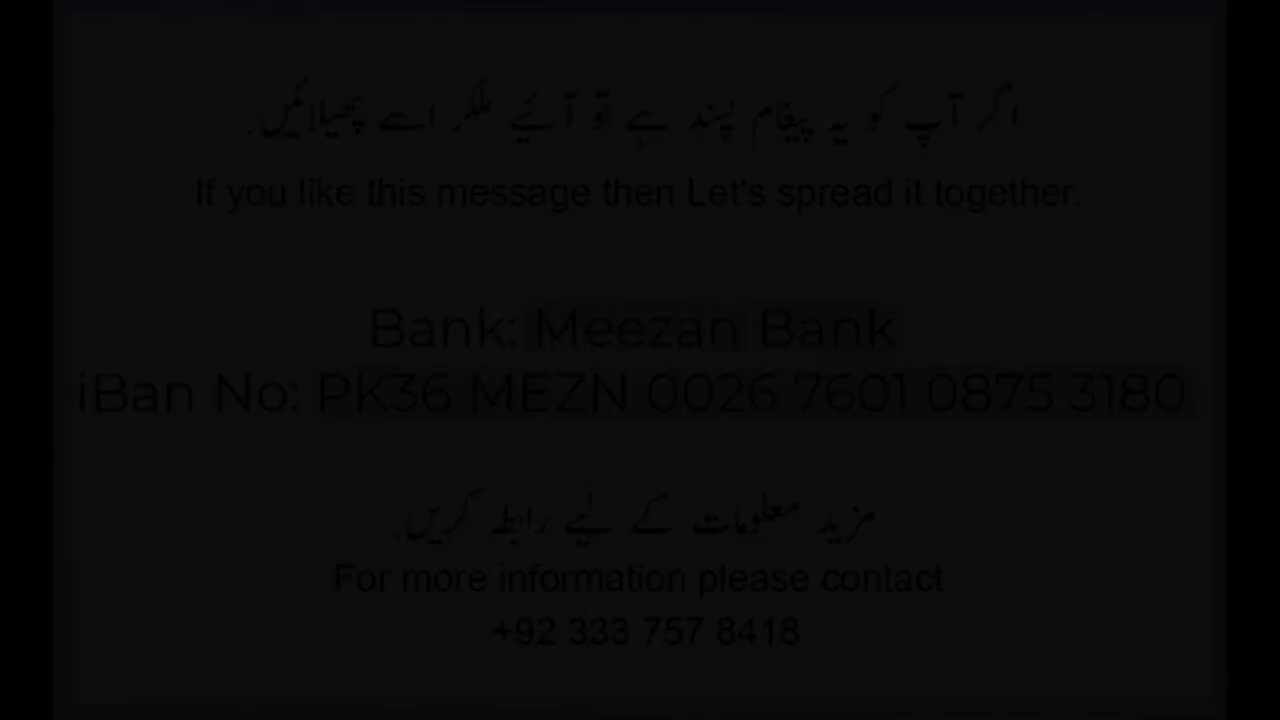 اگر آپ کو یہ پیغام پسند ہے تو آئیے ملکر اسے پھیلائیں.
If you like this message then Let's spread it together.
Bank: Meezan Bank
iBan No: PK36 MEZN 0026 7601 0875 3180
مزید معلومات کے لیے رابطہ کریں.
For more information please contact
+92 333 757 8418